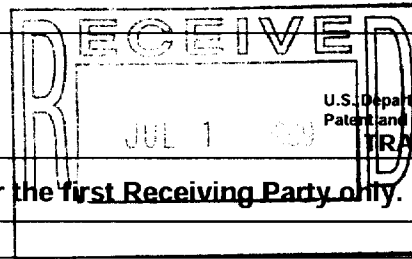 RECEIVED
U.S. Depart
Patent and
TRA
JUL 1
r the first Receiving Party only.